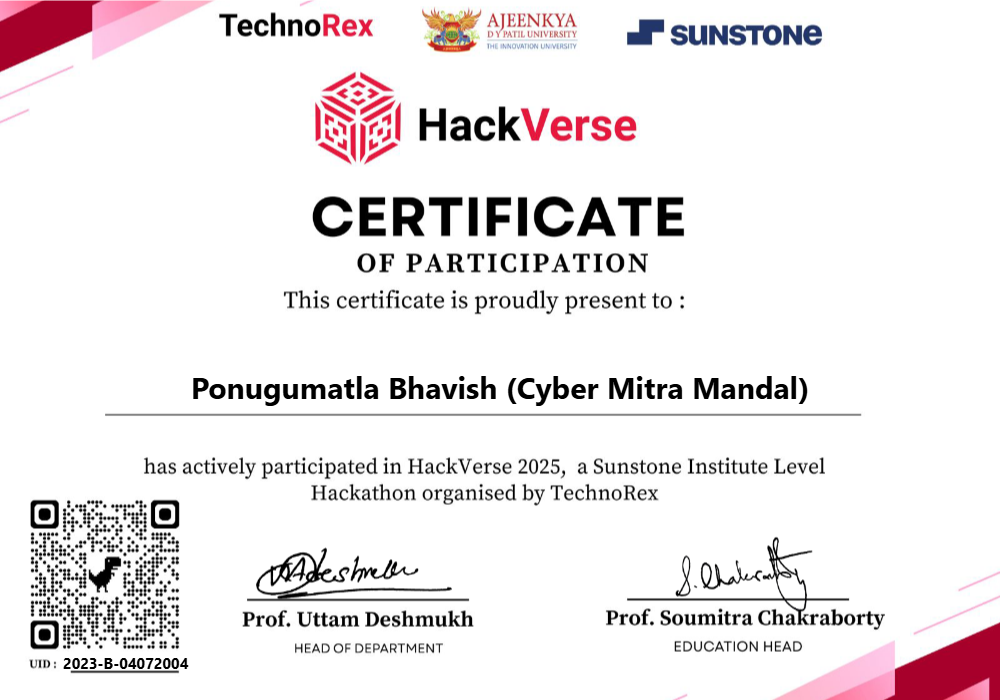 TechnoRex
AJEENKYA
D Y PATIL UNIVERSITY
THE INNOVATION UNIVERSITY
SUNSTONE
HackVerse
CERTIFICATE
OF PARTICIPATION
This certificate is proudly present to :
Ponugumatla Bhavish (Cyber Mitra Mandal)
has actively participated in HackVerse 2025, a Sunstone Institute Level
Hackathon organised by TechnoRex
S. Chakraborty
Prof. Uttam Deshmukh
HEAD OF DEPARTMENT
Prof. Soumitra Chakraborty
EDUCATION HEAD
UID : 2023-B-04072004